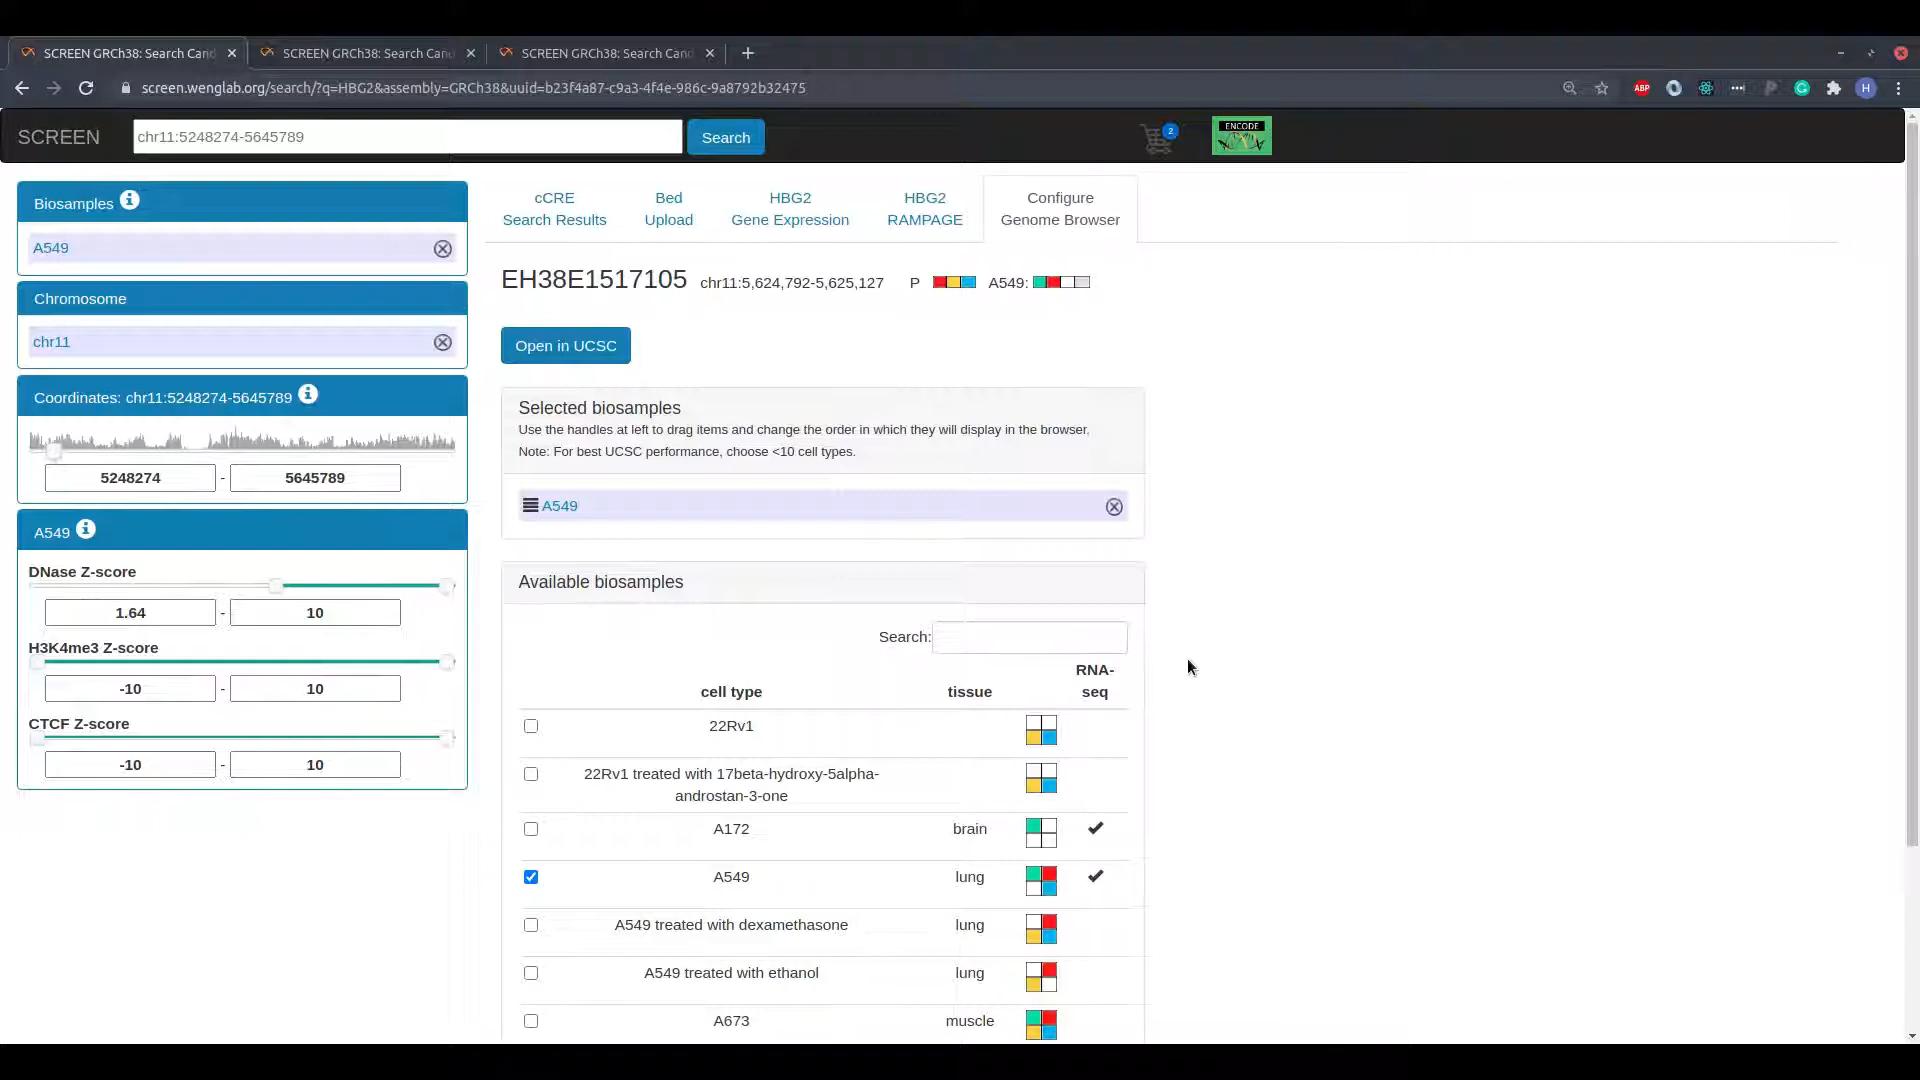 SCREEN GRCh38: Search Cand
SCREEN GRCh38: Search Cand
SCREEN GRCh38: Search Cand
screen.wenglab.org/search/?q=HBG2&assembly=GRCh38&uuid=b23f4a87-c9a3-4f4e-986c-9a8792b32475
ABP
H
SCREEN
chr11:5248274-5645789
Search
2
ENCODE
Biosamples
A549
Chromosome
chr11
Coordinates: chr11:5248274-5645789
5248274 - 5645789
A549
DNase Z-score
1.64 - 10
H3K4me3 Z-score
-10 - 10
CTCF Z-score
-10 - 10
cCRE
Search Results
Bed
Upload
HBG2
Gene Expression
HBG2
RAMPAGE
Configure
Genome Browser
EH38E1517105 chr11:5,624,792-5,625,127 P A549:
Open in UCSC
Selected biosamples
Use the handles at left to drag items and change the order in which they will display in the browser.
Note: For best UCSC performance, choose <10 cell types.
A549
Available biosamples
Search:
cell type tissue RNA-
seq
22Rv1
22Rv1 treated with 17beta-hydroxy-5alpha-
androstan-3-one
A172 brain
A549 lung
A549 treated with dexamethasone lung
A549 treated with ethanol lung
A673 muscle